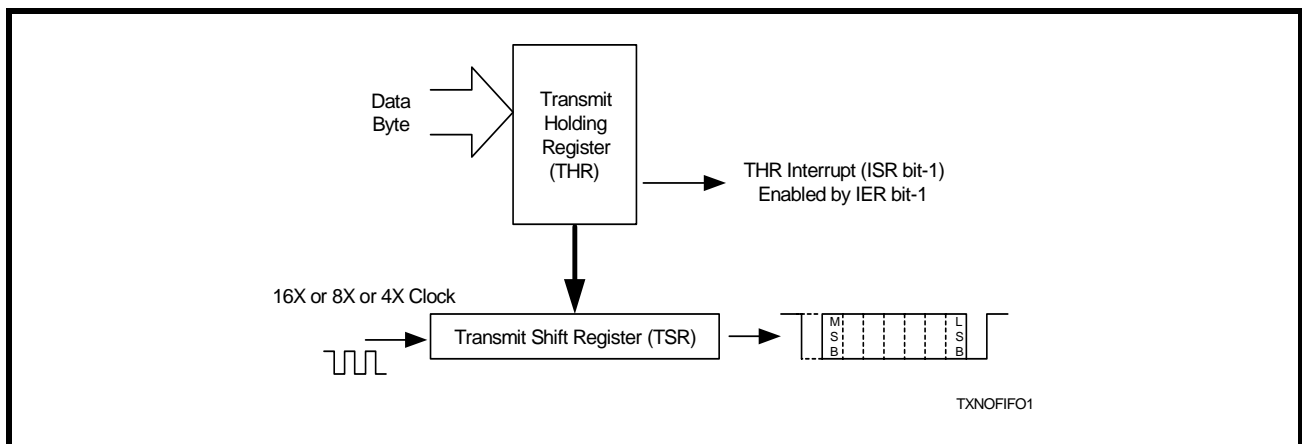 Data
Byte
Transmit
Holding
Register
(THR)
THR Interrupt (ISR bit-1)
Enabled by IER bit-1
16X or 8X or 4X Clock
Transmit Shift Register (TSR)
M
S
B
L
S
B
TXNOFIFO1